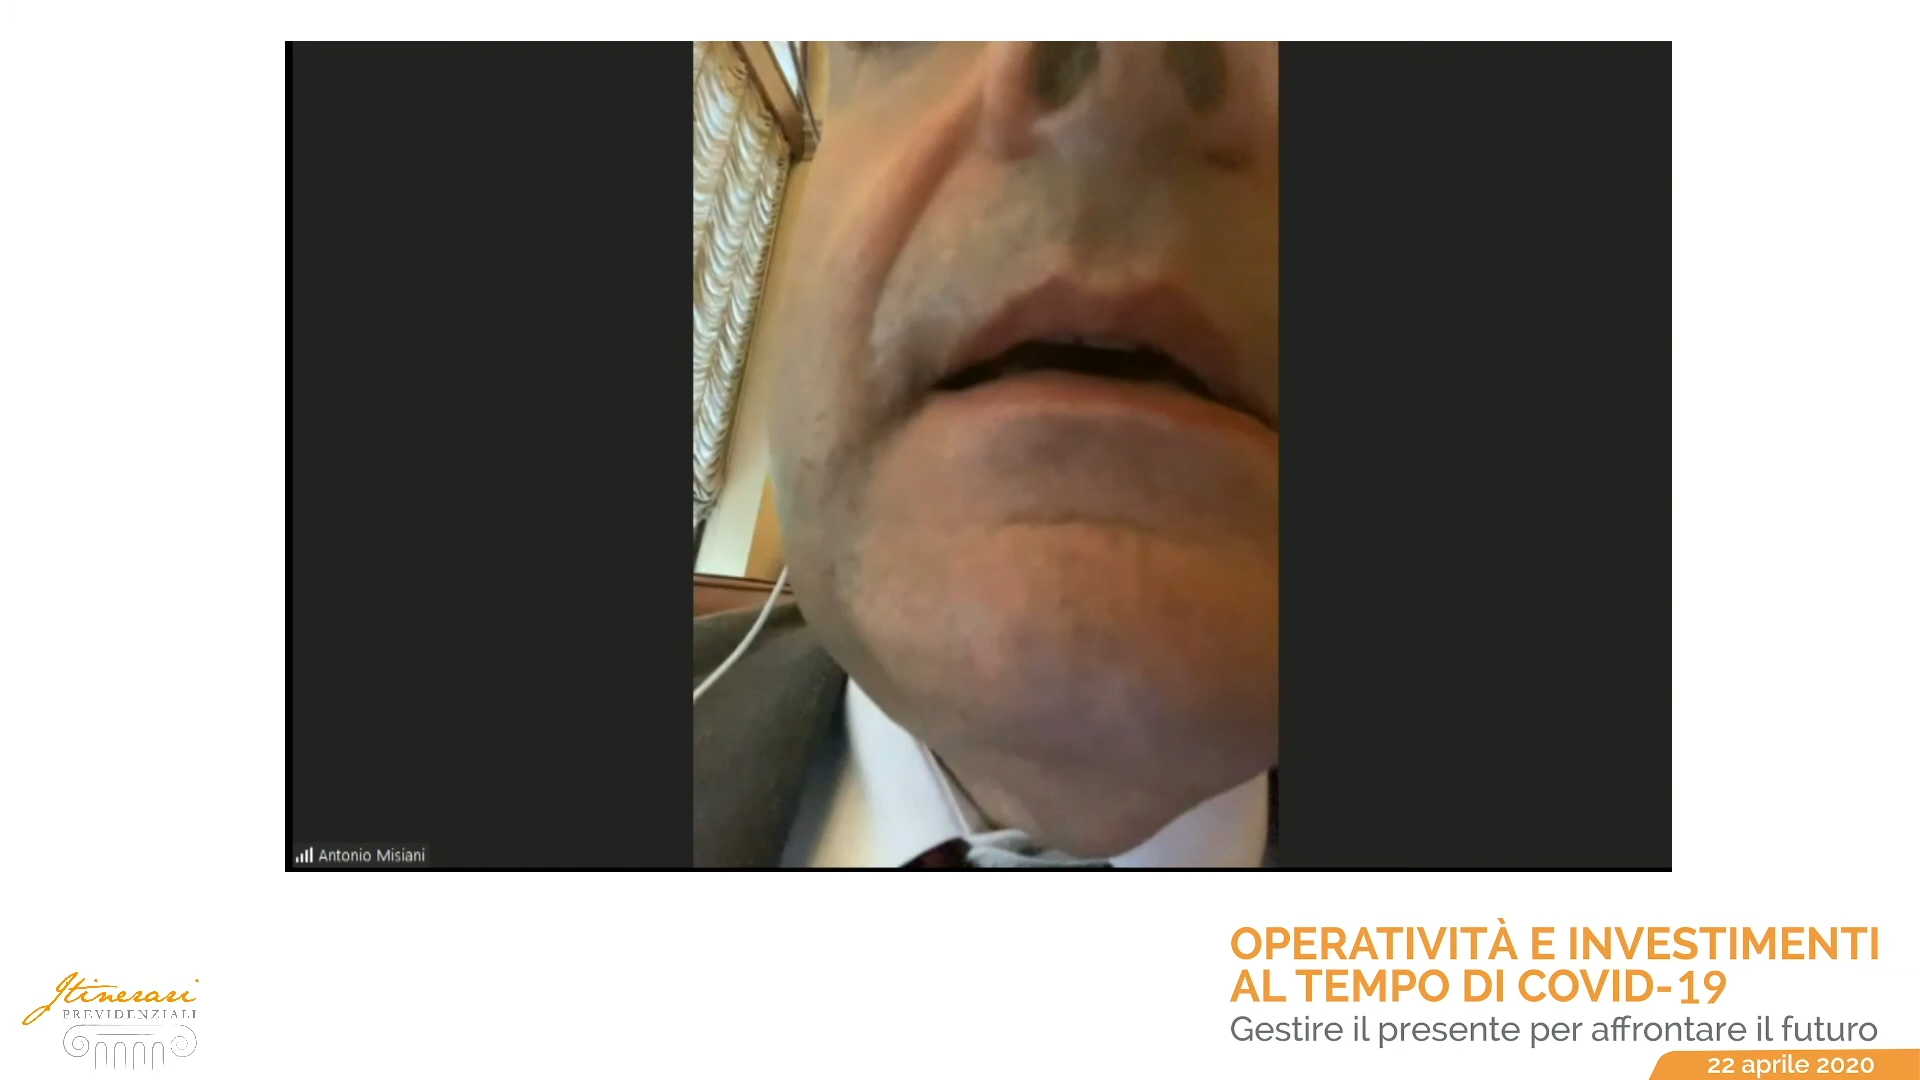 Antonio Misiani
OPERATIVITÀ E INVESTIMENTI
AL TEMPO DI COVID-19
Gestire il presente per affrontare il futuro
22 aprile 2020
Itinerari
PREVIDENZIALI